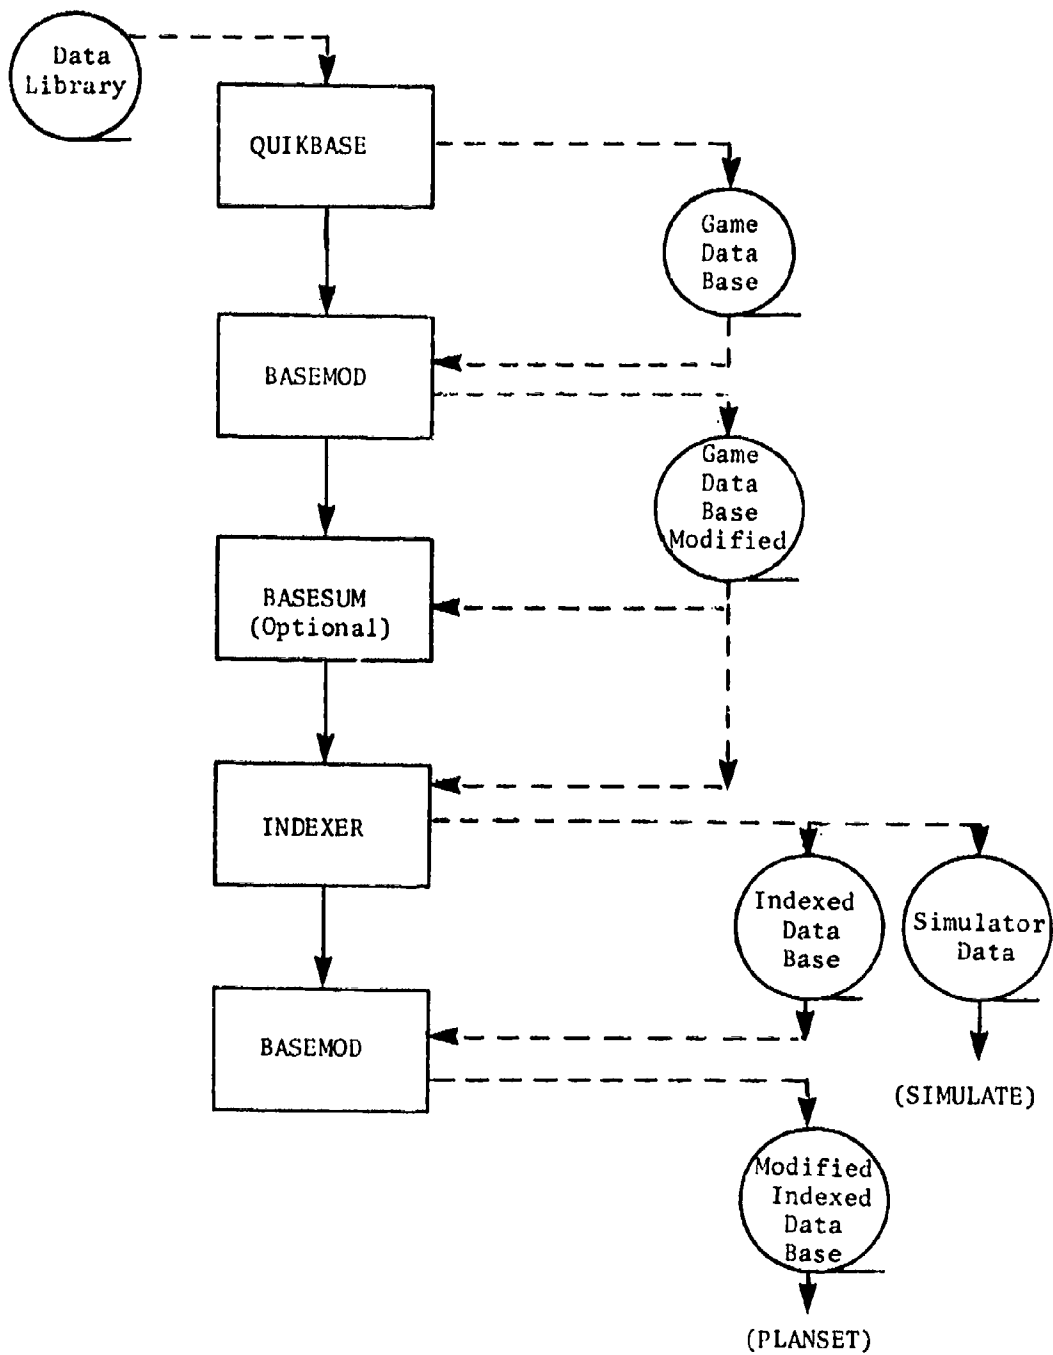 Data
Library
QUIKBASE
Game
Data
Base
BASEMOD
Game
Data
Base
Modified
BASESUM
(Optional)
INDEXER
Indexed
Data
Base
Simulator
Data
BASEMOD
(SIMULATE)
Modified
Indexed
Data
Base
(PLANSET)